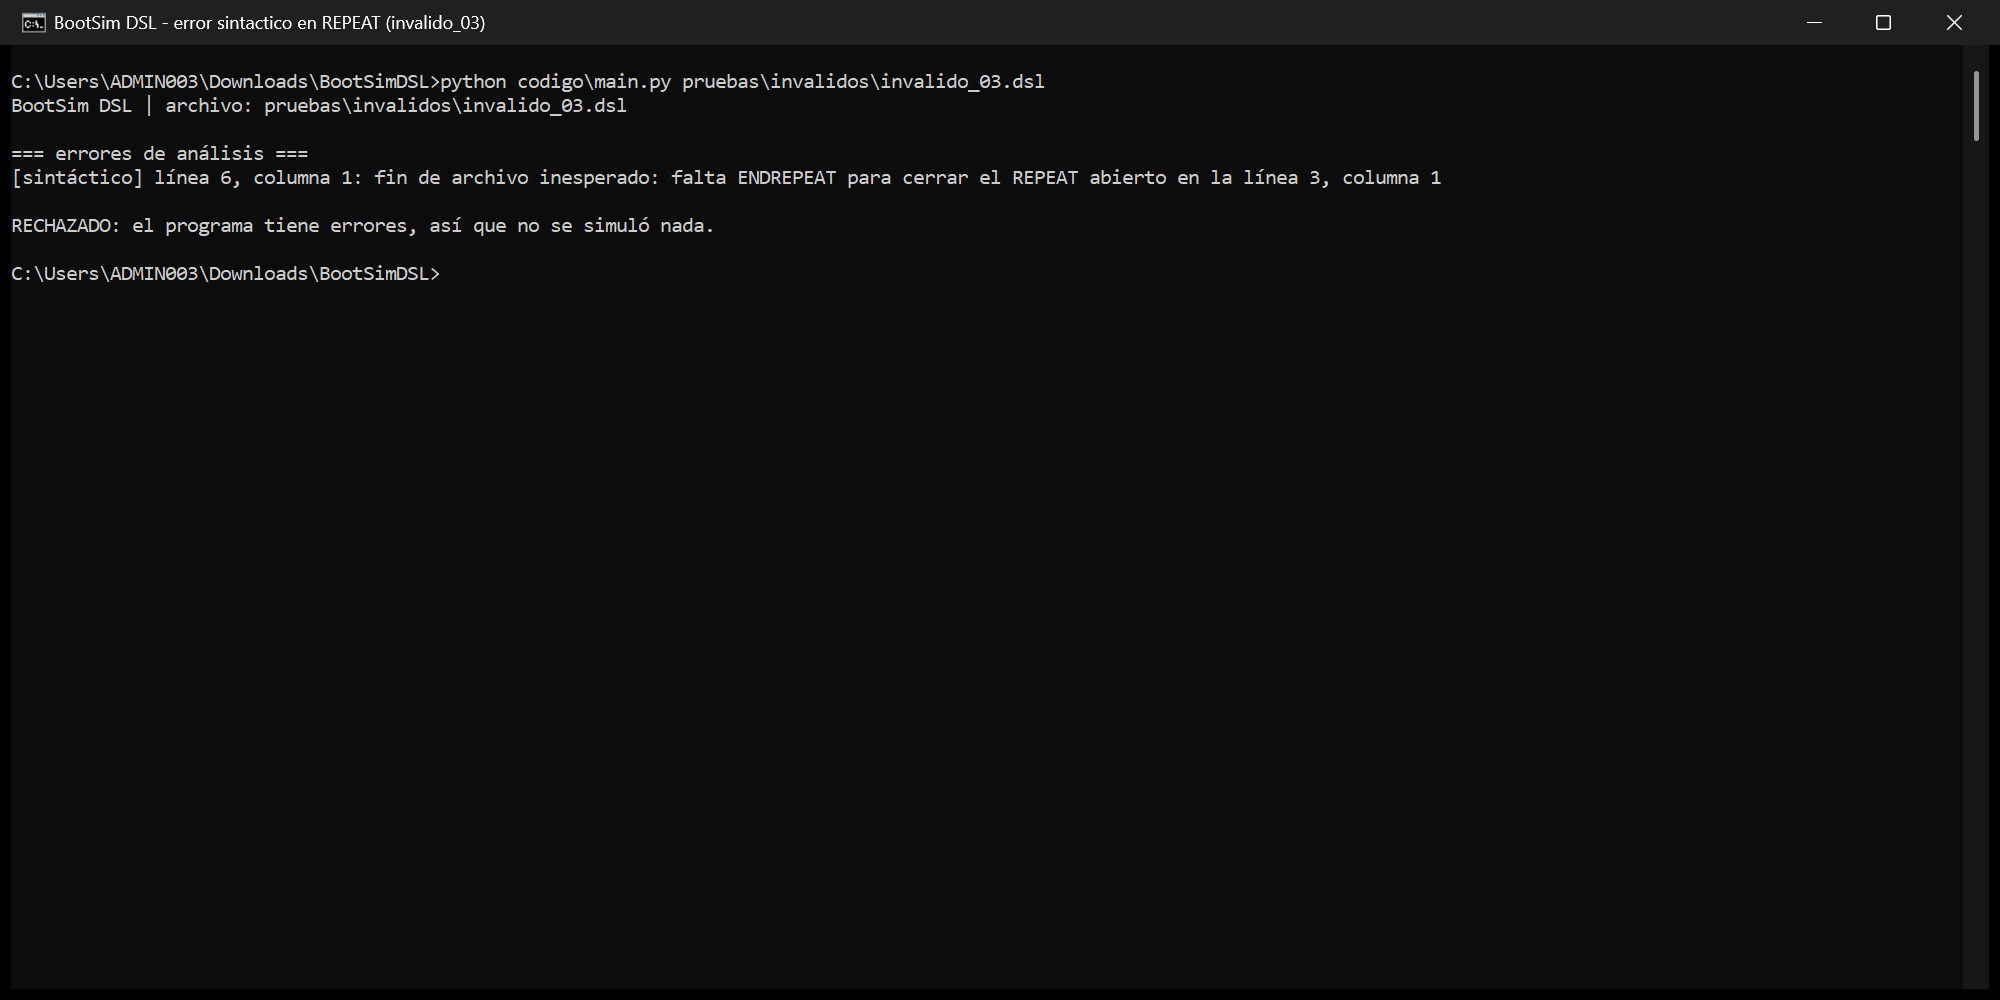 BootSim DSL - error sintactico en REPEAT (invalido_03)
C:\Users\ADMIN003\Downloads\BootSimDSL>python codigo\main.py pruebas\invalidos\invalido_03.dsl
BootSim DSL | archivo: pruebas\invalidos\invalido_03.dsl
=== errores de análisis ===
[sintáctico] línea 6, columna 1: fin de archivo inesperado: falta ENDREPEAT para cerrar el REPEAT abierto en la línea 3, columna 1
RECHAZADO: el programa tiene errores, así que no se simuló nada.
C:\Users\ADMIN003\Downloads\BootSimDSL>